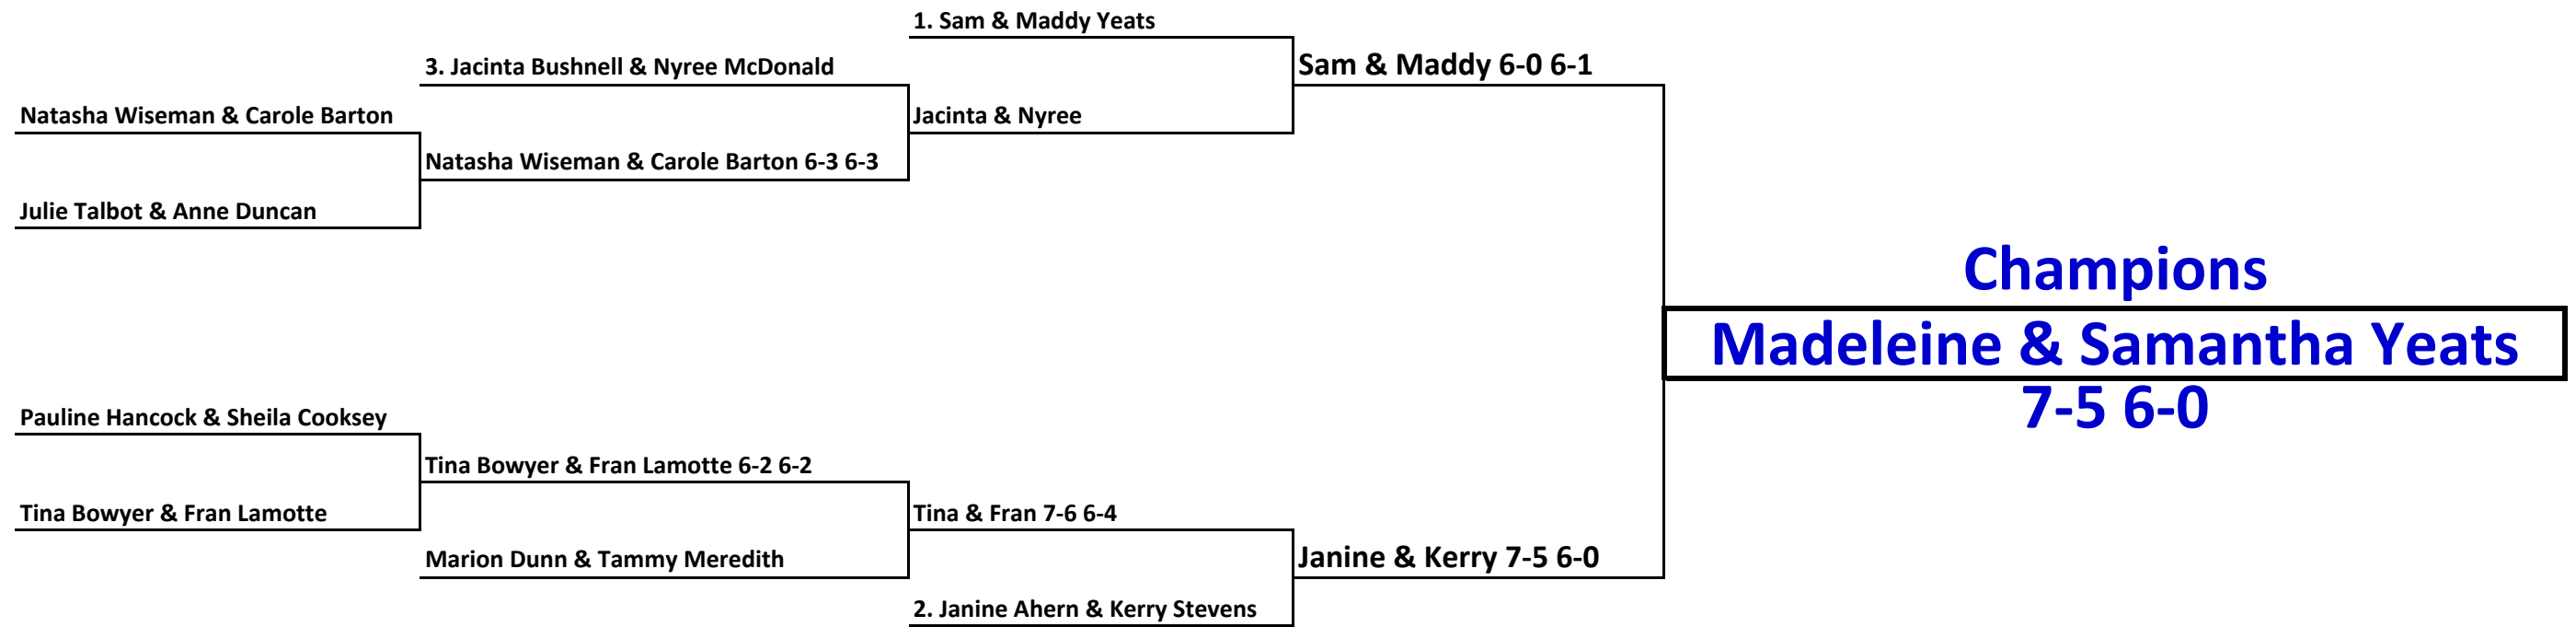 1. Sam & Maddy Yeats
3. Jacinta Bushnell & Nyree McDonald
Sam & Maddy 6-0 6-1
Natasha Wiseman & Carole Barton
Jacinta & Nyree
Natasha Wiseman & Carole Barton 6-3 6-3
Julie Talbot & Anne Duncan
Champions
Madeleine & Samantha Yeats
7-5 6-0
Pauline Hancock & Sheila Cooksey
Tina Bowyer & Fran Lamotte 6-2 6-2
Tina Bowyer & Fran Lamotte
Tina & Fran 7-6 6-4
Marion Dunn & Tammy Meredith
Janine & Kerry 7-5 6-0
2. Janine Ahern & Kerry Stevens